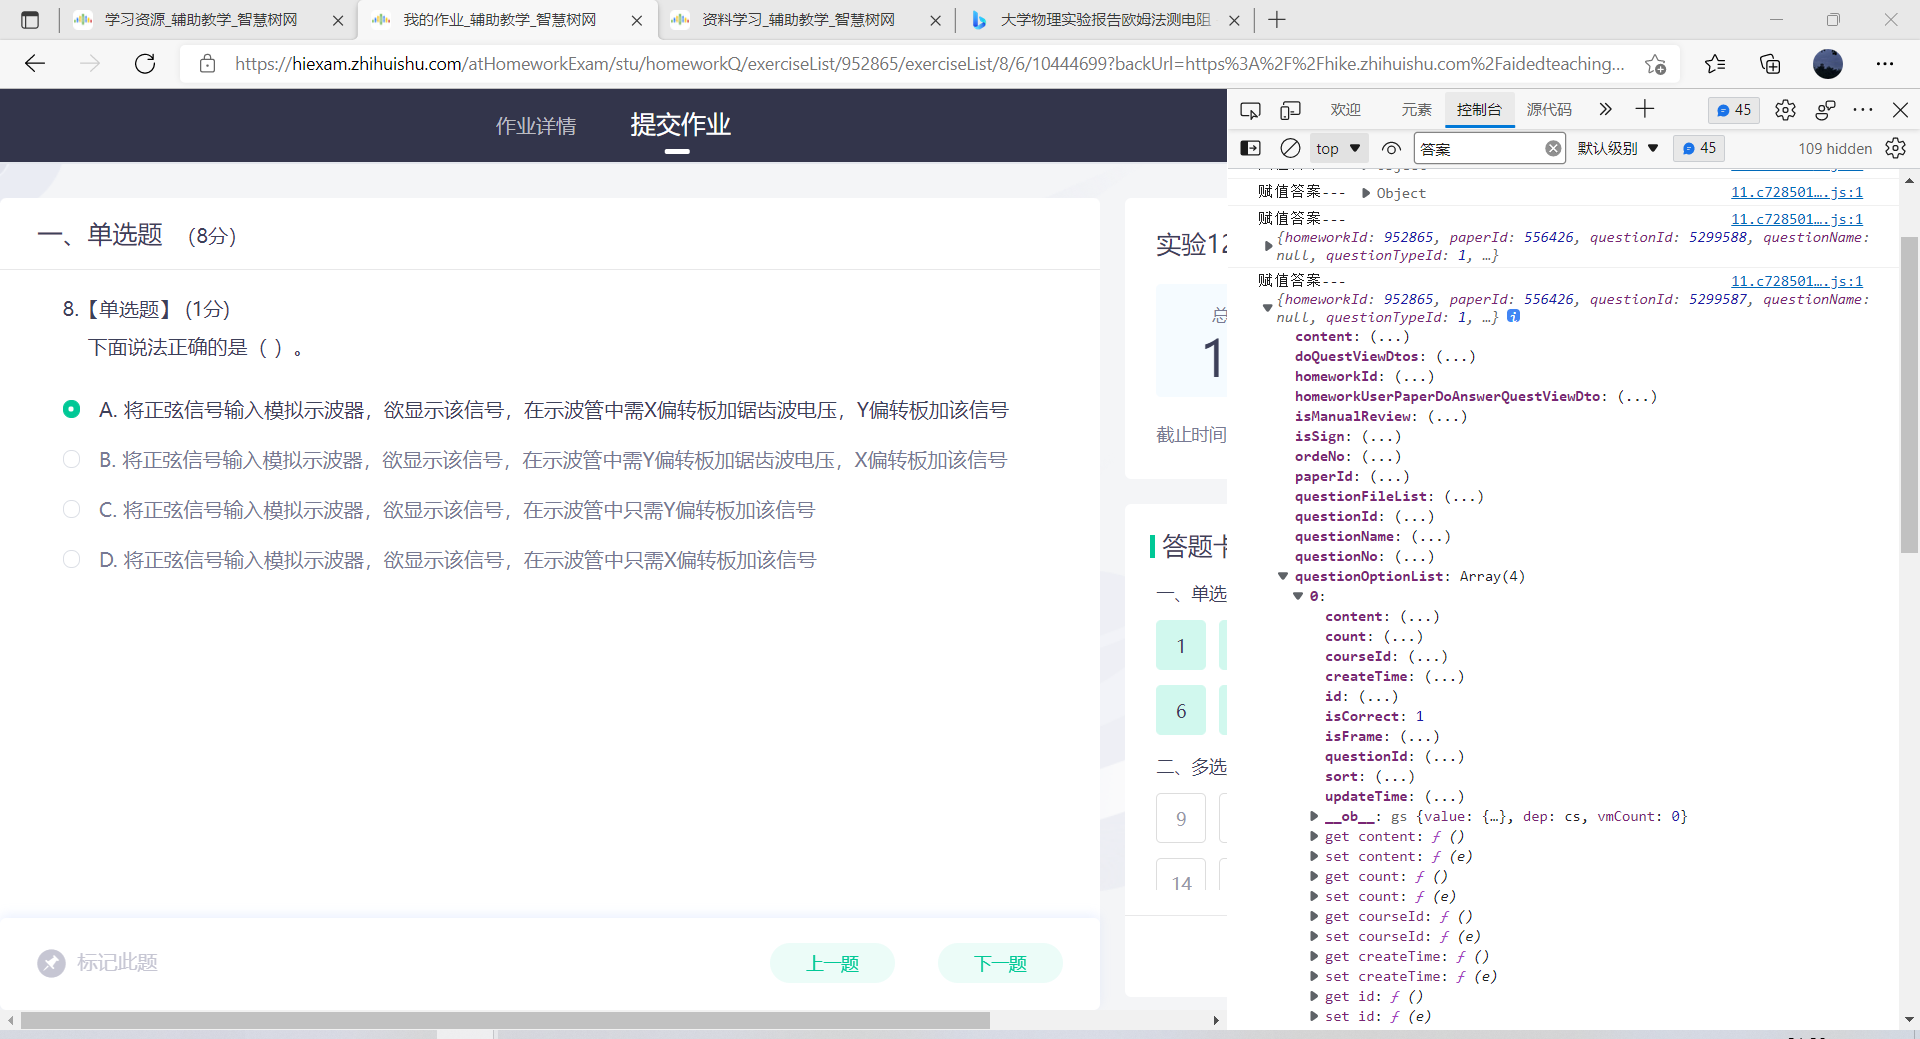 学习资源_辅助教学_智慧树网
我的作业_辅助教学_智慧树网
资料学习_辅助教学_智慧树网
大学物理实验报告欧姆法测电阻
https://hiexam.zhihuishu.com/atHomeworkExam/stu/homeworkQ/exerciseList/952865/exerciseList/8/6/10444699?backUrl=https%3A%2F%2Fhike.zhihuishu.com%2Faidedteaching...
作业详情
提交作业
一、单选题 (8分)
8.【单选题】 (1分)
下面说法正确的是（ ）。
A. 将正弦信号输入模拟示波器，欲显示该信号，在示波管中需X偏转板加锯齿波电压，Y偏转板加该信号
B. 将正弦信号输入模拟示波器，欲显示该信号，在示波管中需Y偏转板加锯齿波电压，X偏转板加该信号
C. 将正弦信号输入模拟示波器，欲显示该信号，在示波管中只需Y偏转板加该信号
D. 将正弦信号输入模拟示波器，欲显示该信号，在示波管中只需X偏转板加该信号
标记此题
上一题
下一题
实验12
总
1
截止时间
答题卡
一、单选
1
6
二、多选
9
14
欢迎 元素 控制台 源代码 45
top 答案 默认级别 45 109 hidden
赋值答案--- Object 11.c728501….js:1
赋值答案--- 11.c728501….js:1
{homeworkId: 952865, paperId: 556426, questionId: 5299588, questionName:
null, questionTypeId: 1, …}
赋值答案--- 11.c728501….js:1
{homeworkId: 952865, paperId: 556426, questionId: 5299587, questionName:
null, questionTypeId: 1, …}
content: (...)
doQuestViewDtos: (...)
homeworkId: (...)
homeworkUserPaperDoAnswerQuestViewDto: (...)
isManualReview: (...)
isSign: (...)
ordeNo: (...)
paperId: (...)
questionFileList: (...)
questionId: (...)
questionName: (...)
questionNo: (...)
questionOptionList: Array(4)
0:
content: (...)
count: (...)
courseId: (...)
createTime: (...)
id: (...)
isCorrect: 1
isFrame: (...)
questionId: (...)
sort: (...)
updateTime: (...)
__ob__: gs {value: {…}, dep: cs, vmCount: 0}
get content: ƒ ()
set content: ƒ (e)
get count: ƒ ()
set count: ƒ (e)
get courseId: ƒ ()
set courseId: ƒ (e)
get createTime: ƒ ()
set createTime: ƒ (e)
get id: ƒ ()
set id: ƒ (e)